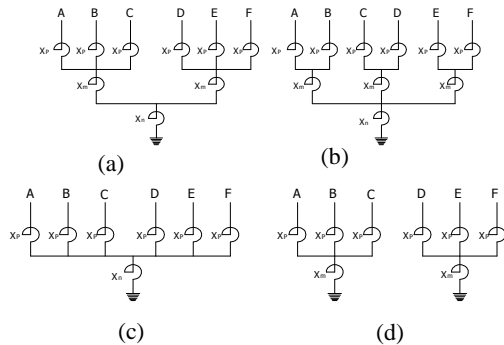 A B C D E F A B C D E F
Xₚ Xₚ Xₚ Xₚ Xₚ Xₚ Xₚ Xₚ Xₚ Xₚ Xₚ Xₚ
Xₘ Xₘ Xₘ Xₘ Xₘ
Xₙ Xₙ
(a) (b)
A B C D E F A B C D E F
Xₚ Xₚ Xₚ Xₚ Xₚ Xₚ Xₚ Xₚ Xₚ Xₚ Xₚ Xₚ
Xₙ Xₘ Xₘ
(c) (d)